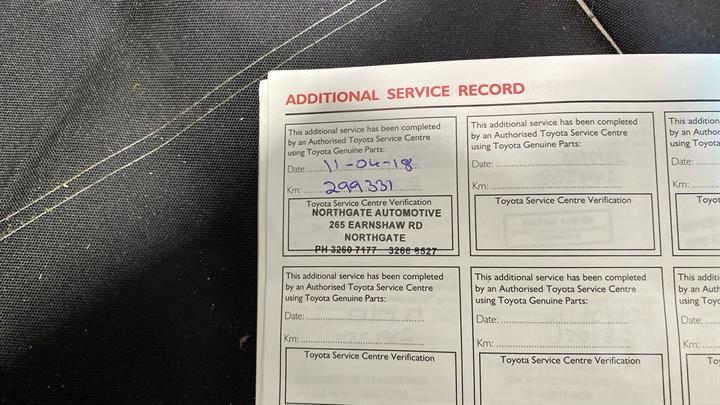 ADDITIONAL SERVICE RECORD
This additional service has been completed
by an Authorised Toyota Service Centre
using Toyota Genuine Parts:
Date: 11-04-18
Km: 299331
Toyota Service Centre Verification
NORTHGATE AUTOMOTIVE
265 EARNSHAW RD
NORTHGATE
PH 3260 7177 3266 8527
This additional service has been completed
by an Authorised Toyota Service Centre
using Toyota Genuine Parts:
Date:
Km:
Toyota Service Centre Verification
This addition
by an Author
using Toyota
Date:
Km:
Toyot
This additional service has been completed
by an Authorised Toyota Service Centre
using Toyota Genuine Parts:
Date:
Km:
Toyota Service Centre Verification
This additional service has been completed
by an Authorised Toyota Service Centre
using Toyota Genuine Parts:
Date:
Km:
Toyota Service Centre Verification
This additi
by an Auth
using Toyo
Date:
Km:
To